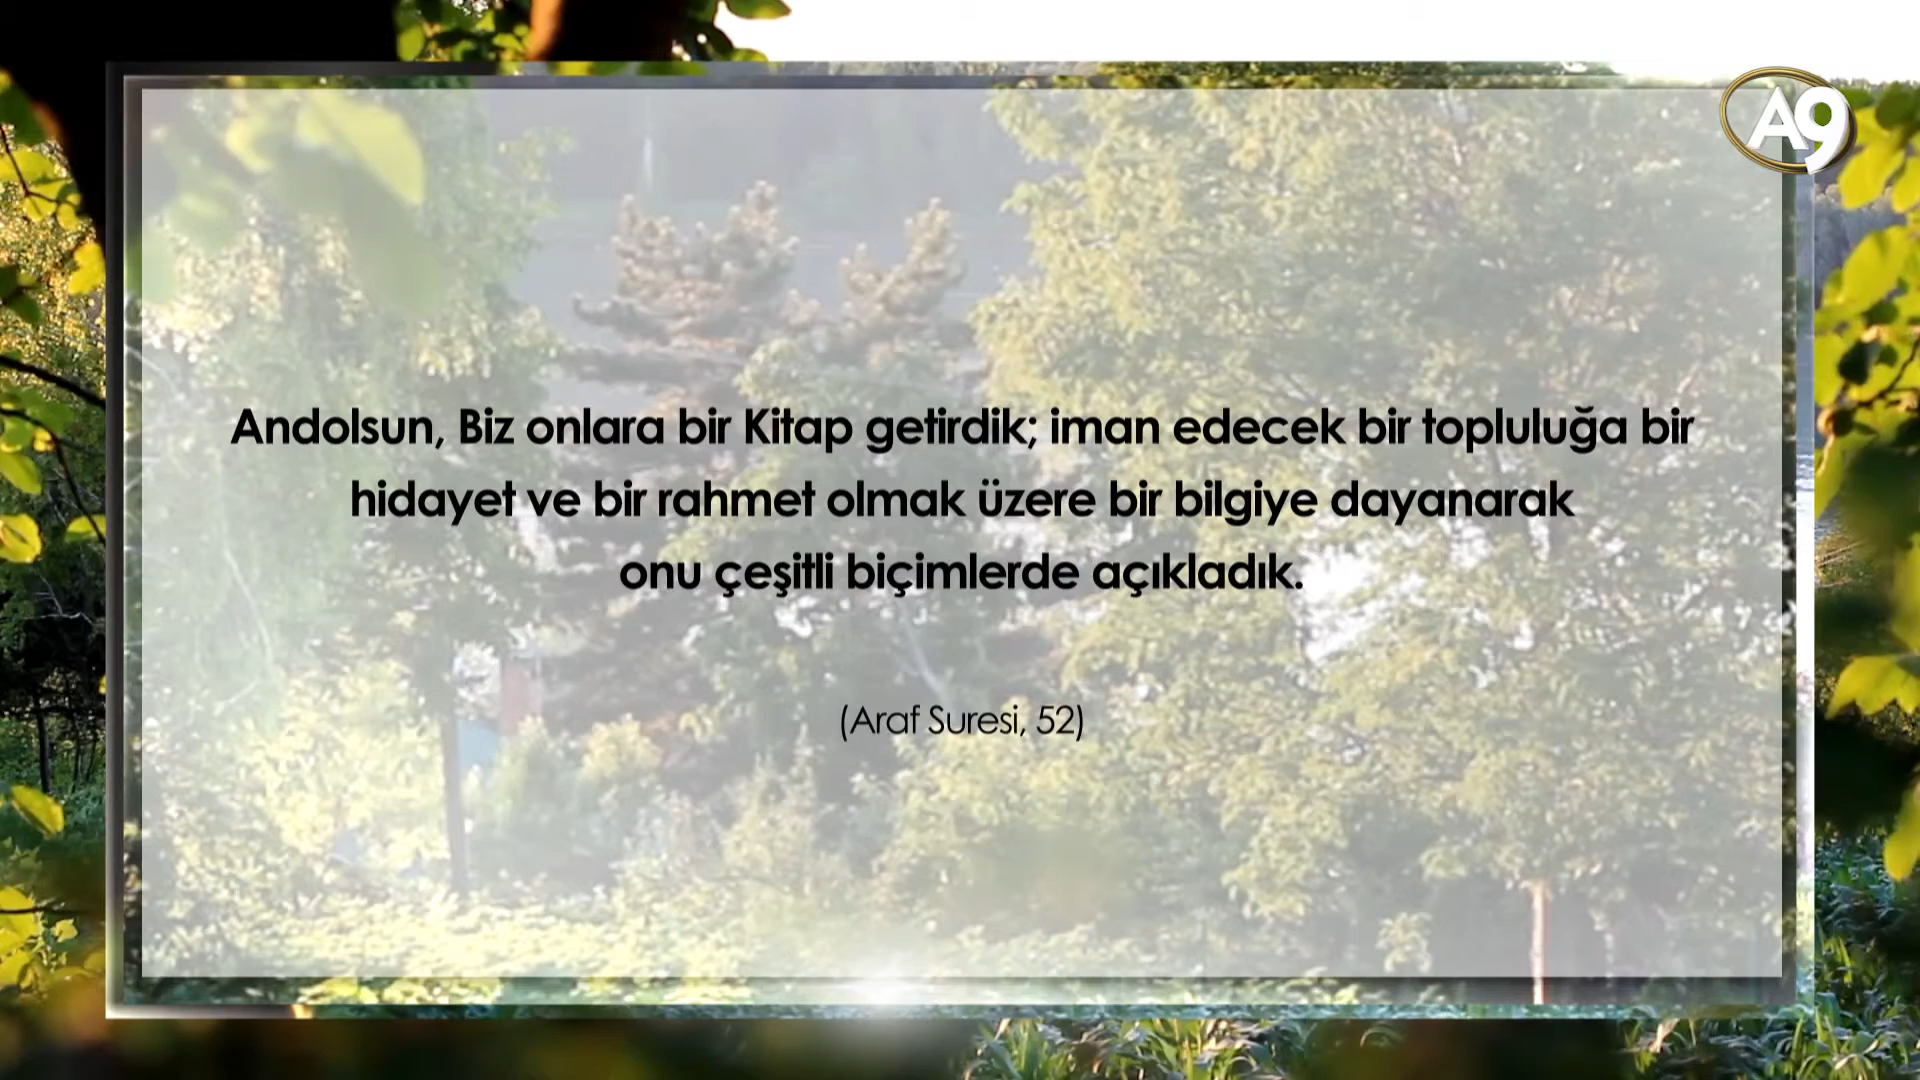 A9
Andolsun, Biz onlara bir Kitap getirdik; iman edecek bir topluluğa bir
hidayet ve bir rahmet olmak üzere bir bilgiye dayanarak
onu çeşitli biçimlerde açıkladık.
(Araf Suresi, 52)